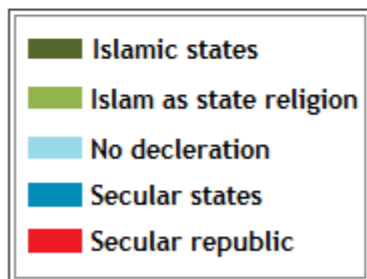 Islamic states
Islam as state religion
No decleration
Secular states
Secular republic